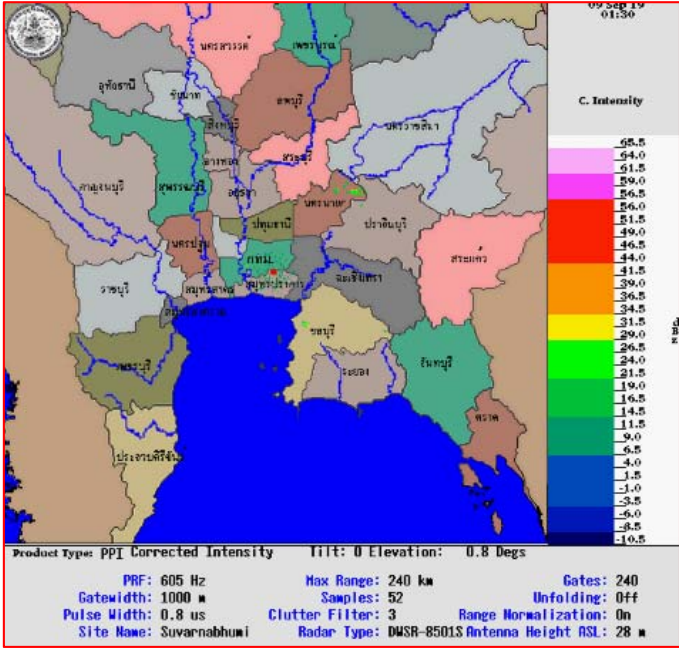 09 Sep 19
01:30
C. Intensity
นครสวรรค์
เพชรบูรณ์
อุทัยธานี
ชัยนาท
ลพบุรี
สิงหบุรี
นครราชสีมา
อ่างทอง
สระบุรี
กาญจนบุรี
สุพรรณบุรี
อยุธยา
นครนายก
ปราจีนบุรี
ปทุมธานี
นครปฐม
กทม.
สระแก้ว
ราชบุรี
สมุทรสาคร
สมุทรปราการ
ฉะเชิงเทรา
ชลบุรี
เพชรบุรี
ระยอง
จันทบุรี
ตราด
ประจวบคีรีขันธ์
65.5
64.0
61.5
59.0
56.5
56.0
51.5
49.0
46.5
44.0
41.5
39.0
36.5
34.0
31.5
29.0
26.5
24.0
21.5
19.0
16.5
14.0
11.5
9.0
6.5
4.0
1.5
-1.0
-3.5
-6.0
-8.5
-10.5
Product Type: PPI Corrected Intensity Tilt: 0 Elevation: 0.8 Degs
PRF: 605 Hz Max Range: 240 km Gates: 240
Gatewidth: 1000 m Samples: 52 Unfolding: Off
Pulse Width: 0.8 us Clutter Filter: 3 Range Normalization: On
Site Name: Suvarnabhumi Radar Type: DWSR-8501S Antenna Height ASL: 28 m